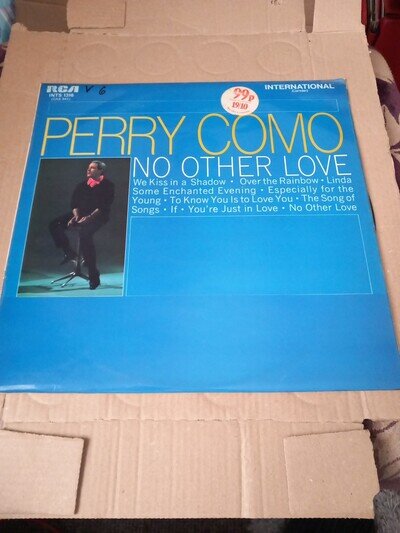 RCA
INTS 1316
V 6
99p
19/10
INTERNATIONAL
PERRY COMO
NO OTHER LOVE
We Kiss in a Shadow • Over the Rainbow • Linda
Some Enchanted Evening • Especially for the
Young • To Know You Is to Love You • The Song of
Songs • If • You're Just in Love • No Other Love